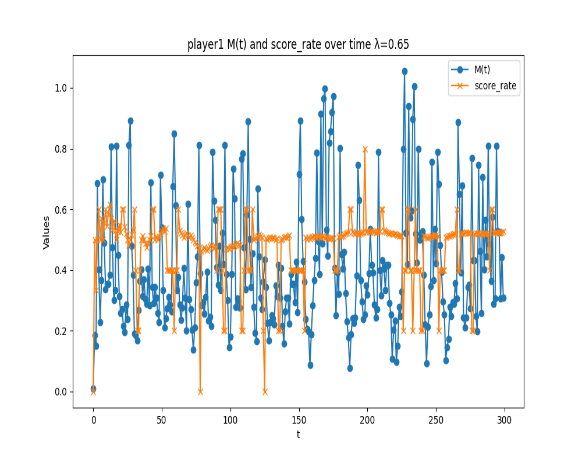 player1 M(t) and score_rate over time λ=0.65
M(t)
score_rate
Values
1.0
0.8
0.6
0.4
0.2
0.0
0
50
100
150
200
250
300
t